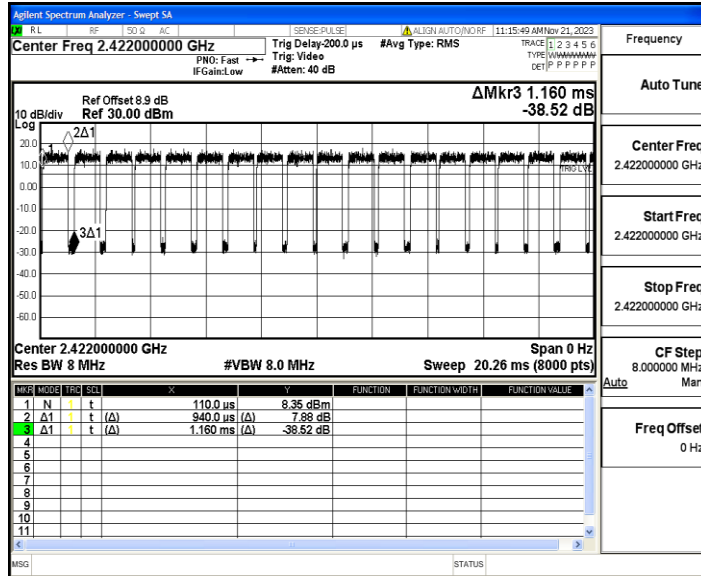 Agilent Spectrum Analyzer - Swept SA
RL RF 50 Ω AC SENSE:PULSE ALIGN AUTO/NO RF 11:15:49 AM Nov 21, 2023
Center Freq 2.422000000 GHz
PNO: Fast
IFGain:Low
Trig Delay-200.0 µs
Trig: Video
#Atten: 40 dB
#Avg Type: RMS
TRACE 1 2 3 4 5 6
TYPE WWWWWW
DET P P P P P P
ΔMkr3 1.160 ms
-38.52 dB
Ref Offset 8.9 dB
10 dB/div Ref 30.00 dBm
Log
20.0
10.0
0.00
-10.0
-20.0
-30.0
-40.0
-50.0
-60.0
1
2Δ1
3Δ1
TRIG LVL
Center 2.422000000 GHz Span 0 Hz
Res BW 8 MHz #VBW 8.0 MHz Sweep 20.26 ms (8000 pts)
MKR MODE TRC SCL X Y FUNCTION FUNCTION WIDTH FUNCTION VALUE
1 N 1 t 110.0 µs 8.35 dBm
2 Δ1 1 t (Δ) 940.0 µs (Δ) 7.88 dB
3 Δ1 1 t (Δ) 1.160 ms (Δ) -38.52 dB
4
5
6
7
8
9
10
11
MSG STATUS
Frequency
Auto Tune
Center Freq
2.422000000 GHz
Start Freq
2.422000000 GHz
Stop Freq
2.422000000 GHz
CF Step
8.000000 MHz
Auto Man
Freq Offset
0 Hz